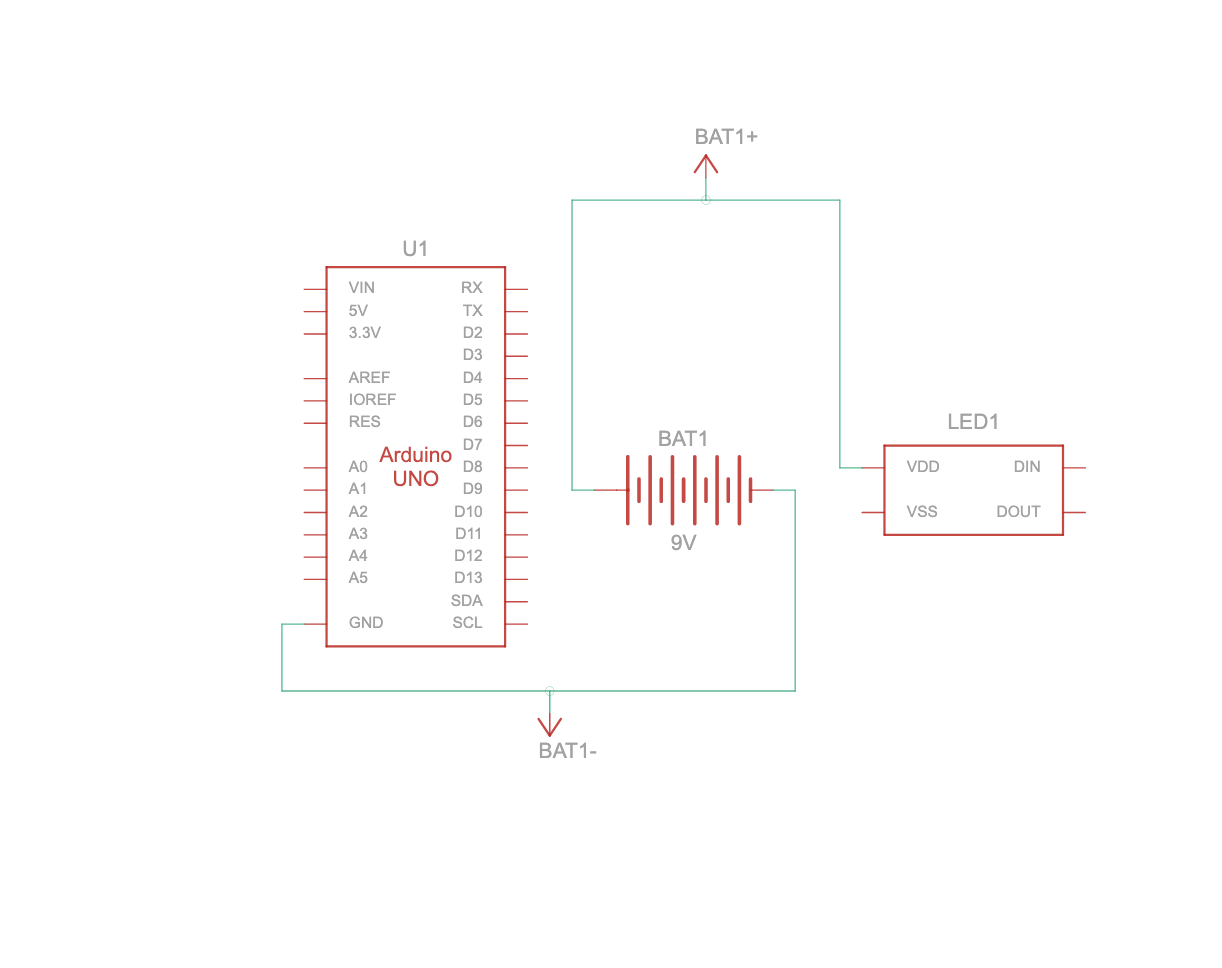 BAT1+
U1
VIN RX
5V TX
3.3V D2
D3
AREF D4
IOREF D5
RES D6
D7
Arduino
UNO
A0 D8
A1 D9
A2 D10
A3 D11
A4 D12
A5 D13
SDA
GND SCL
BAT1
9V
LED1
VDD DIN
VSS DOUT
BAT1-